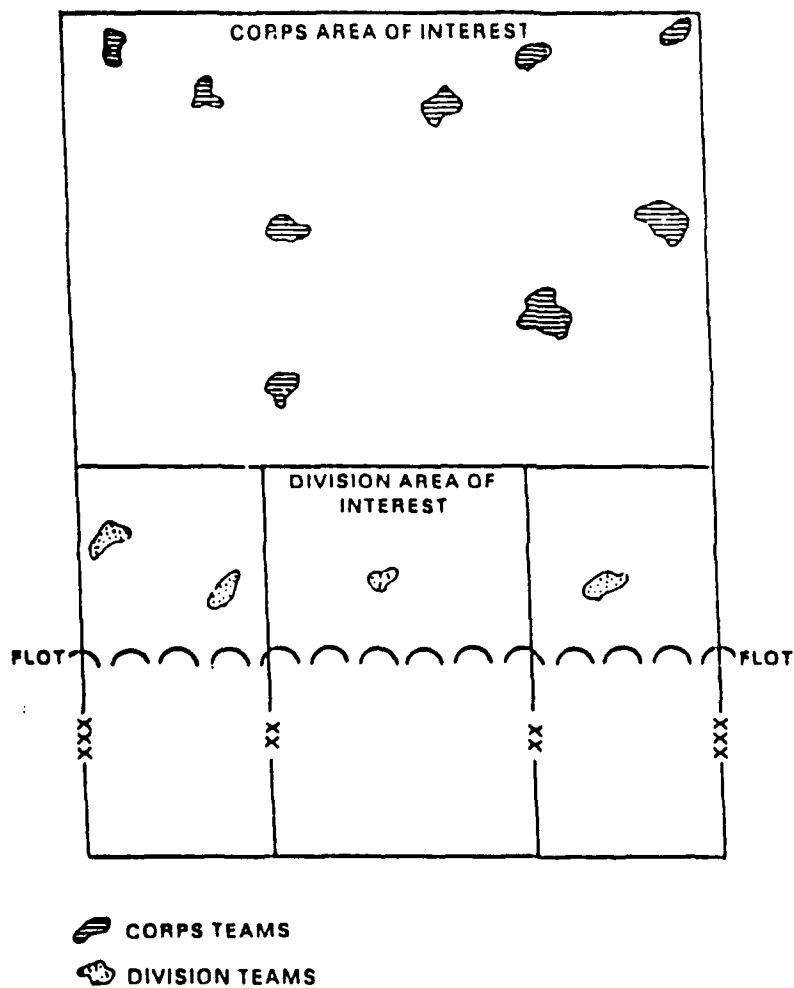 CORPS AREA OF INTEREST
DIVISION AREA OF
INTEREST
FLOT
FLOT
XXX
XX
XX
XXX
CORPS TEAMS
DIVISION TEAMS